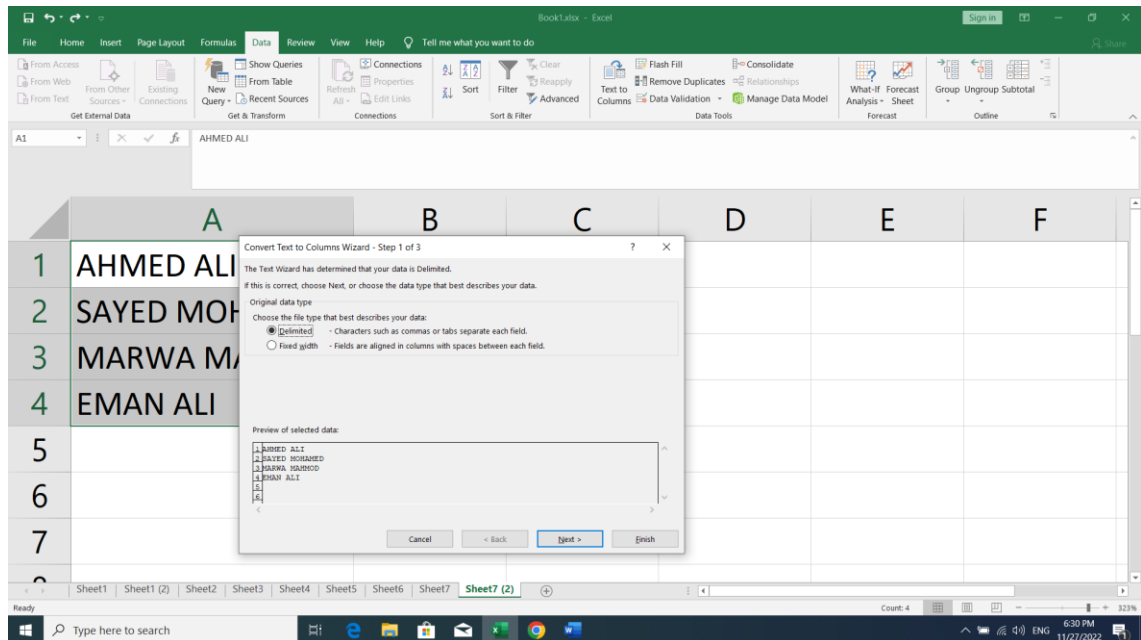 Book1.xlsx - Excel
Sign in
File Home Insert Page Layout Formulas Data Review View Help Tell me what you want to do
Share
From Access
From Web
From Text
From Other Sources
Existing Connections
Get External Data
New Query
Show Queries
From Table
Recent Sources
Get & Transform
Refresh All
Connections
Properties
Edit Links
Connections
Sort
Filter
Clear
Reapply
Advanced
Sort & Filter
Text to Columns
Flash Fill
Remove Duplicates
Data Validation
Consolidate
Relationships
Manage Data Model
Data Tools
What-If Analysis
Forecast Sheet
Forecast
Group
Ungroup
Subtotal
Outline
A1
fx
AHMED ALI
A B C D E F
1 AHMED ALI
2 SAYED MOH
3 MARWA MA
4 EMAN ALI
5
6
7
Convert Text to Columns Wizard - Step 1 of 3
? ×
The Text Wizard has determined that your data is Delimited.
If this is correct, choose Next, or choose the data type that best describes your data.
Original data type
Choose the file type that best describes your data:
Delimited - Characters such as commas or tabs separate each field.
Fixed width - Fields are aligned in columns with spaces between each field.
Preview of selected data:
1 AHMED ALI
2 SAYED MOHAMED
3 MARWA MAHMOD
4 EMAN ALI
5
6
Cancel < Back Next > Finish
Sheet1 Sheet1 (2) Sheet2 Sheet3 Sheet4 Sheet5 Sheet6 Sheet7 Sheet7 (2)
Ready
Count: 4
323%
Type here to search
ENG
6:30 PM
11/27/2022